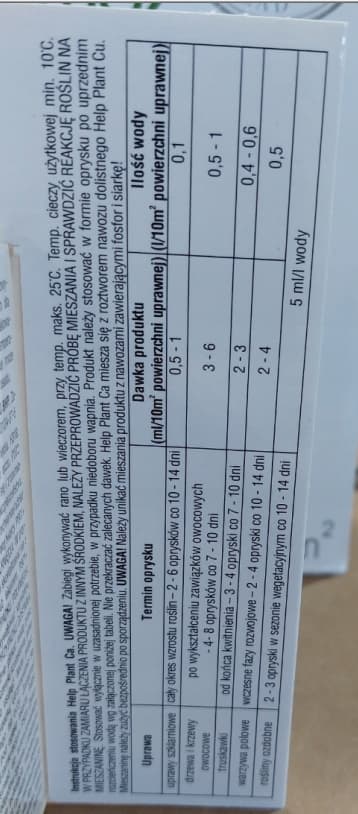 Instrukcja stosowania Help Plant Ca. UWAGA! Zabiegi wykonywać rano lub wieczorem, przy temp. maks. 25°C. Temp. cieczy użytkowej min. 10°C.
W PRZYPADKU ZAMIARU ŁĄCZENIA PRODUKTU Z INNYM ŚRODKIEM, NALEŻY PRZEPROWADZIĆ PRÓBĘ MIESZANIA I SPRAWDZIĆ REAKCJĘ ROŚLIN NA
MIESZANINĘ. Stosować wyłącznie w uzasadnionej potrzebie, w przypadku niedoboru wapnia. Produkt należy stosować w formie oprysku po uprzednim
rozcieńczeniu wodą wg załączonej poniżej tabeli. Nie przekraczać zalecanych dawek. Help Plant Ca miesza się z roztworem nawozu dolistnego Help Plant Cu.
Mieszaninę należy zużyć bezpośrednio po sporządzeniu. UWAGA! Należy unikać mieszania produktu z nawozami zawierającymi fosfor i siarkę!
Uprawa Termin oprysku Dawka produktu Ilość wody
(ml/10m² powierzchni uprawnej) (l/10m² powierzchni uprawnej)
uprawy szklarniowe cały okres wzrostu roślin – 2 - 6 oprysków co 10 - 14 dni 0,5 - 1 0,1
drzewa i krzewy po wykształceniu zawiązków owocowych
owocowe - 4- 8 oprysków co 7 - 10 dni 3 - 6 0,5 - 1
truskawki od końca kwitnienia – 3 - 4 opryski co 7 - 10 dni
warzywa polowe wczesne fazy rozwojowe – 2 - 4 opryski co 10 - 14 dni 2 - 3 0,4 - 0,6
rośliny ozdobne 2 - 3 opryski w sezonie wegetacyjnym co 10 - 14 dni 2 - 4 0,5
5 ml/l wody